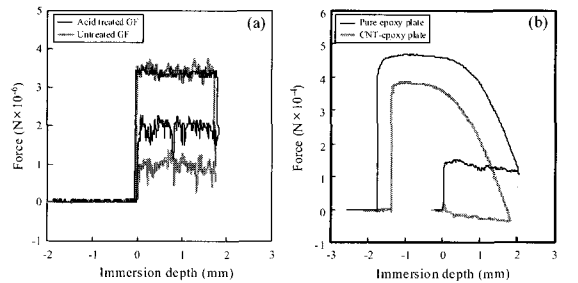 (a)
Acid treated GF
Untreated GF
Force (N×10⁻⁶)
5
4
3
2
1
0
-1
-2 -1 0 1 2
Immersion depth (mm)
(b)
Pure epoxy plate
CNT-epoxy plate
Force (N×10⁻⁴)
6
5
4
3
2
1
0
-1
-3 -2 -1 0 1 2 3
Immersion depth (mm)